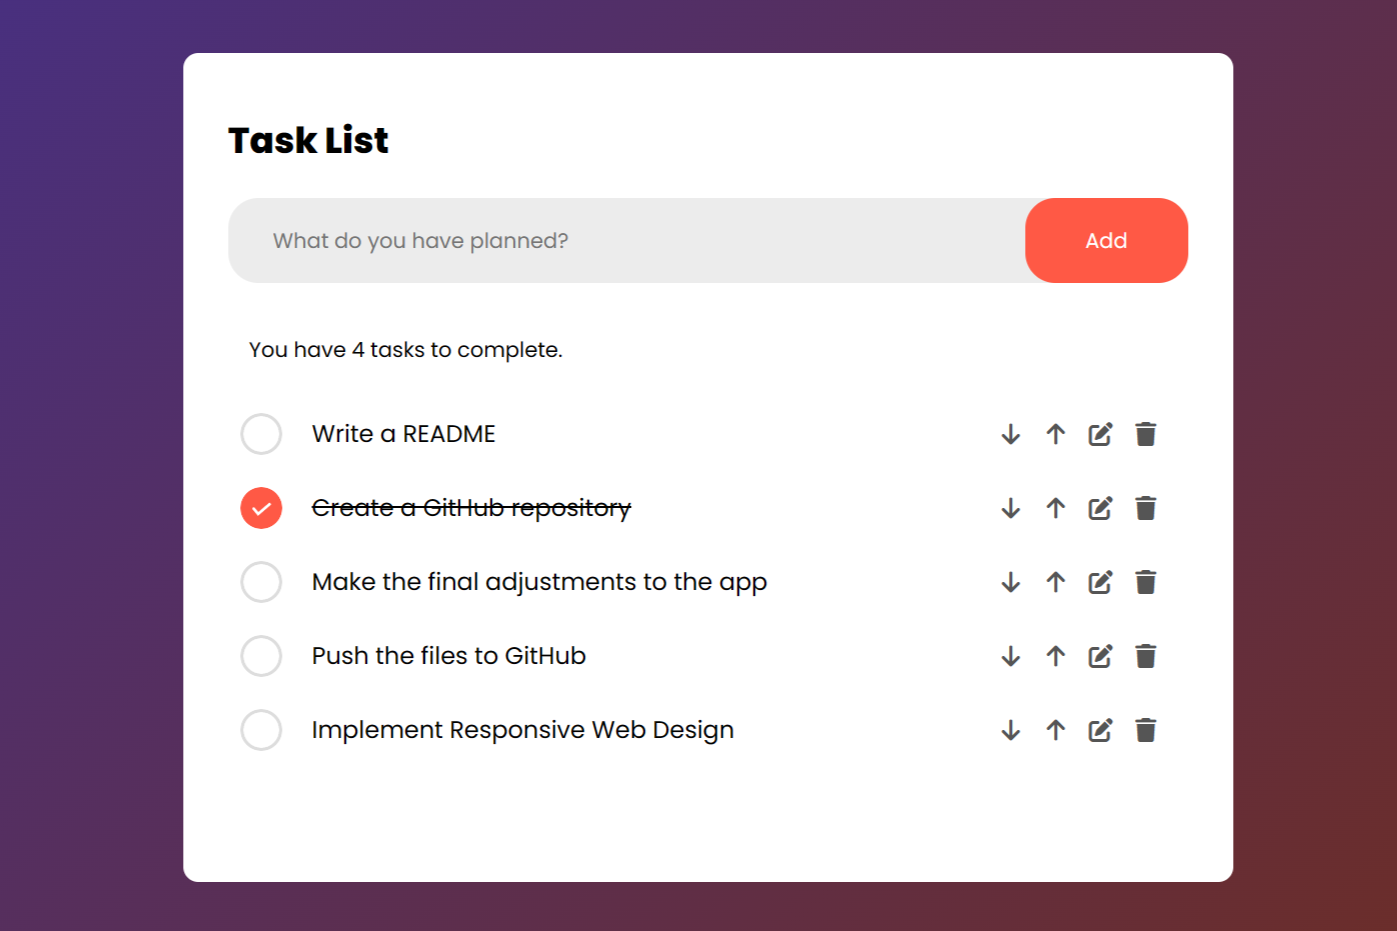 Task List
What do you have planned?
Add
You have 4 tasks to complete.
Write a README
Create a GitHub repository
Make the final adjustments to the app
Push the files to GitHub
Implement Responsive Web Design